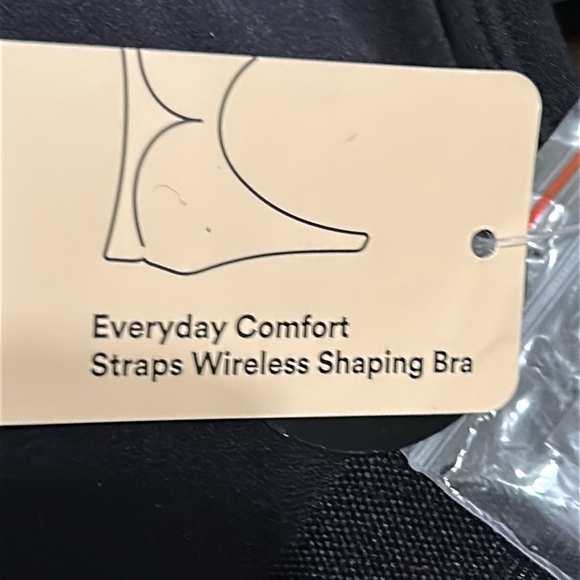 Everyday Comfort
Straps Wireless Shaping Bra